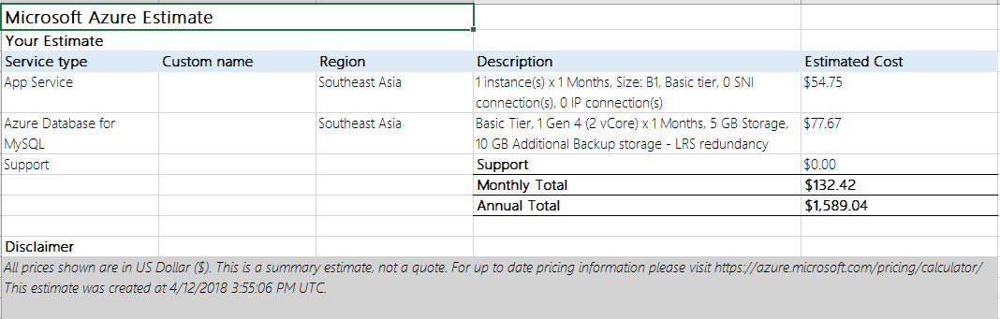 Microsoft Azure Estimate
Your Estimate
Service type Custom name Region Description Estimated Cost
App Service Southeast Asia 1 instance(s) x 1 Months, Size: B1, Basic tier, 0 SNI $54.75
connection(s), 0 IP connection(s)
Azure Database for Southeast Asia Basic Tier, 1 Gen 4 (2 vCore) x 1 Months, 5 GB Storage, $77.67
MySQL 10 GB Additional Backup storage - LRS redundancy
Support Support $0.00
Monthly Total $132.42
Annual Total $1,589.04
Disclaimer
All prices shown are in US Dollar ($). This is a summary estimate, not a quote. For up to date pricing information please visit https://azure.microsoft.com/pricing/calculator/
This estimate was created at 4/12/2018 3:55:06 PM UTC.